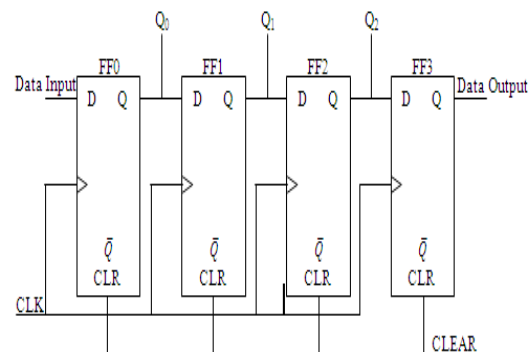 Q₀ Q₁ Q₂
FF0 FF1 FF2 FF3
Data Input Data Output
D Q D Q D Q D Q
Q̄ Q̄ Q̄ Q̄
CLR CLR CLR CLR
CLK
CLEAR